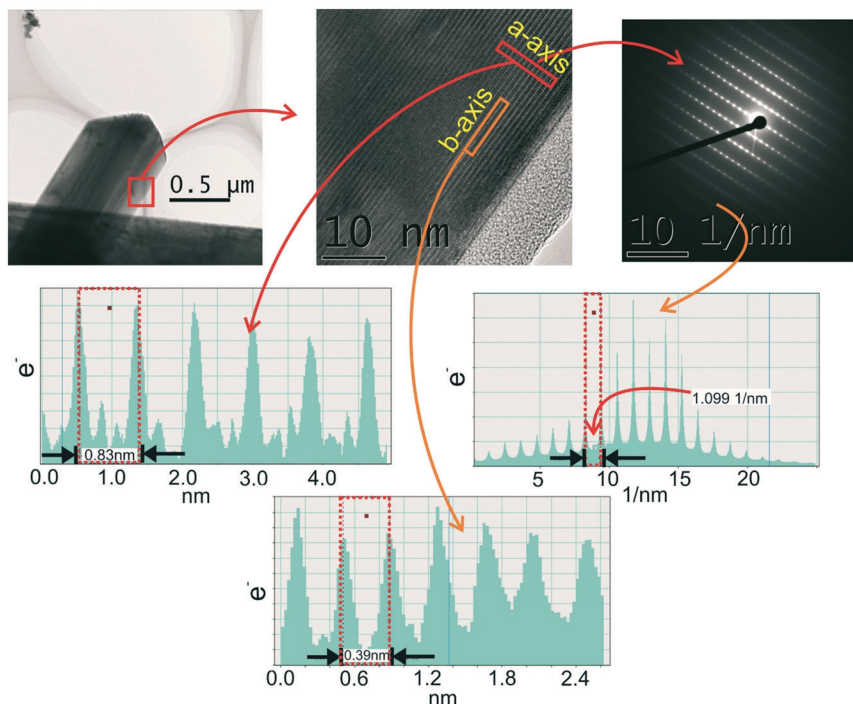 0.5 µm
a-axis
b-axis
10 nm
10 1/nm
e⁻
0.83nm
0.0 1.0 2.0 3.0 4.0
nm
e⁻
1.099 1/nm
5 10 15 20
1/nm
e⁻
0.39nm
0.0 0.6 1.2 1.8 2.4
nm